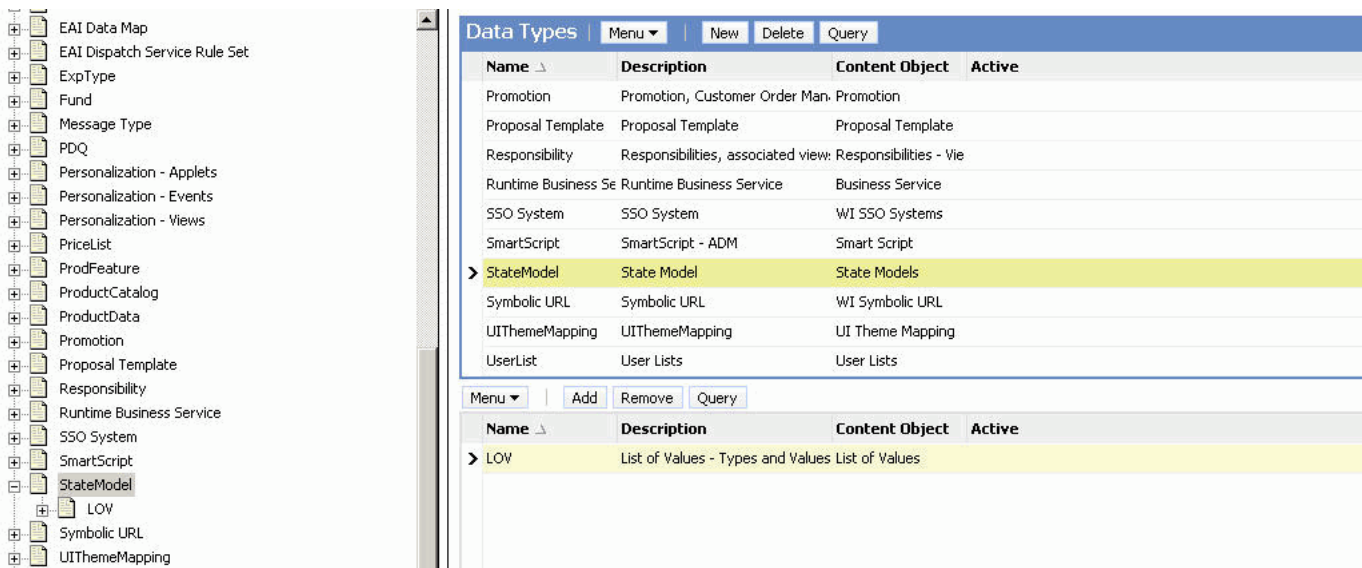 EAI Data Map
EAI Dispatch Service Rule Set
ExpType
Fund
Message Type
PDQ
Personalization - Applets
Personalization - Events
Personalization - Views
PriceList
ProdFeature
ProductCatalog
ProductData
Promotion
Proposal Template
Responsibility
Runtime Business Service
SSO System
SmartScript
StateModel
LOV
Symbolic URL
UIThemeMapping
Data Types Menu New Delete Query
Name Description Content Object Active
Promotion Promotion, Customer Order Man Promotion
Proposal Template Proposal Template Proposal Template
Responsibility Responsibilities, associated view Responsibilities - Vie
Runtime Business Se Runtime Business Service Business Service
SSO System SSO System WI SSO Systems
SmartScript SmartScript - ADM Smart Script
StateModel State Model State Models
Symbolic URL Symbolic URL WI Symbolic URL
UIThemeMapping UIThemeMapping UI Theme Mapping
UserList User Lists User Lists
Menu Add Remove Query
Name Description Content Object Active
LOV List of Values - Types and Values List of Values